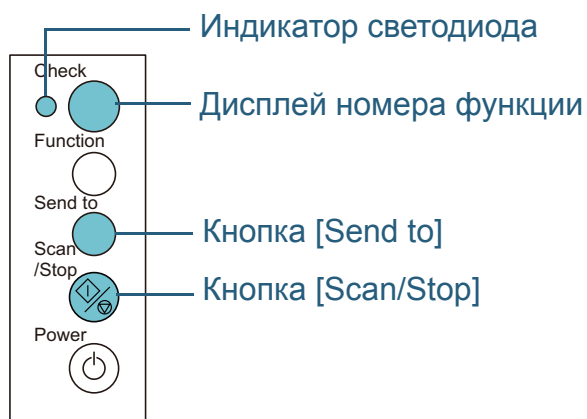 Индикатор светодиода
Check
Дисплей номера функции
Function
Send to
Кнопка [Send to]
Scan
/Stop
Кнопка [Scan/Stop]
Power